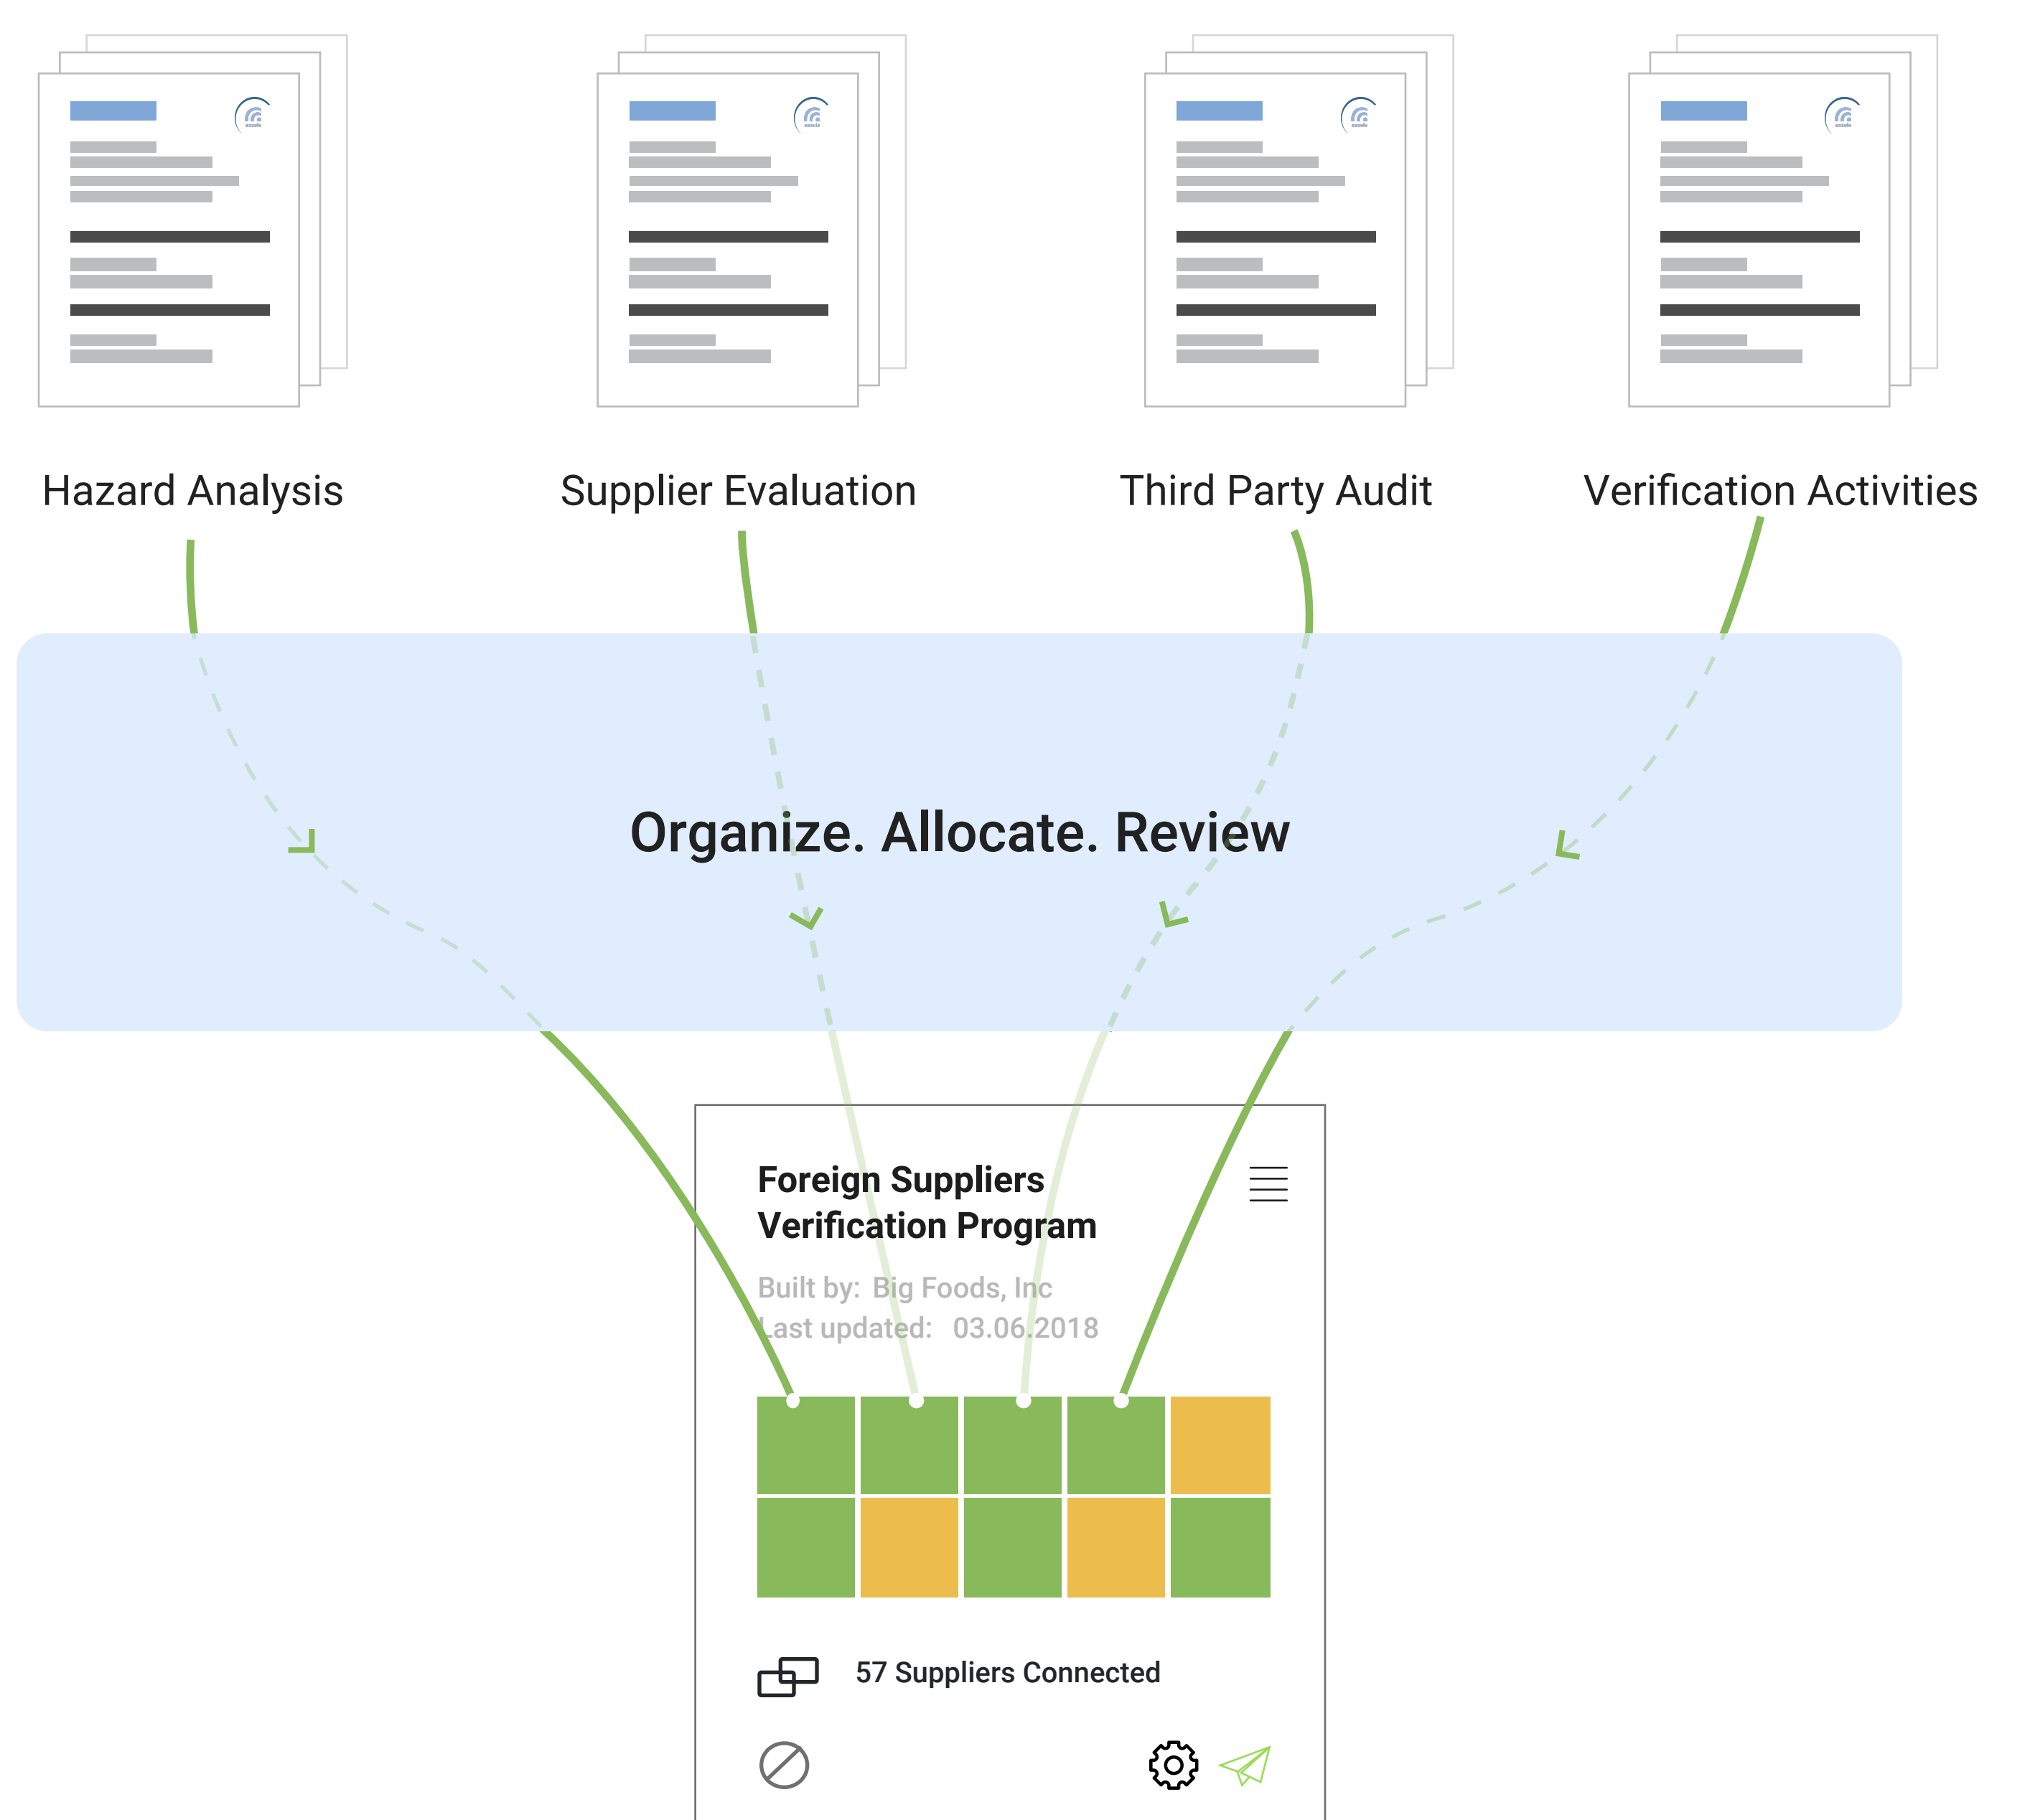 Hazard Analysis
Supplier Evaluation
Third Party Audit
Verification Activities
Organize. Allocate. Review
Foreign Suppliers
Verification Program
Built by: Big Foods, Inc
Last updated: 03.06.2018
57 Suppliers Connected